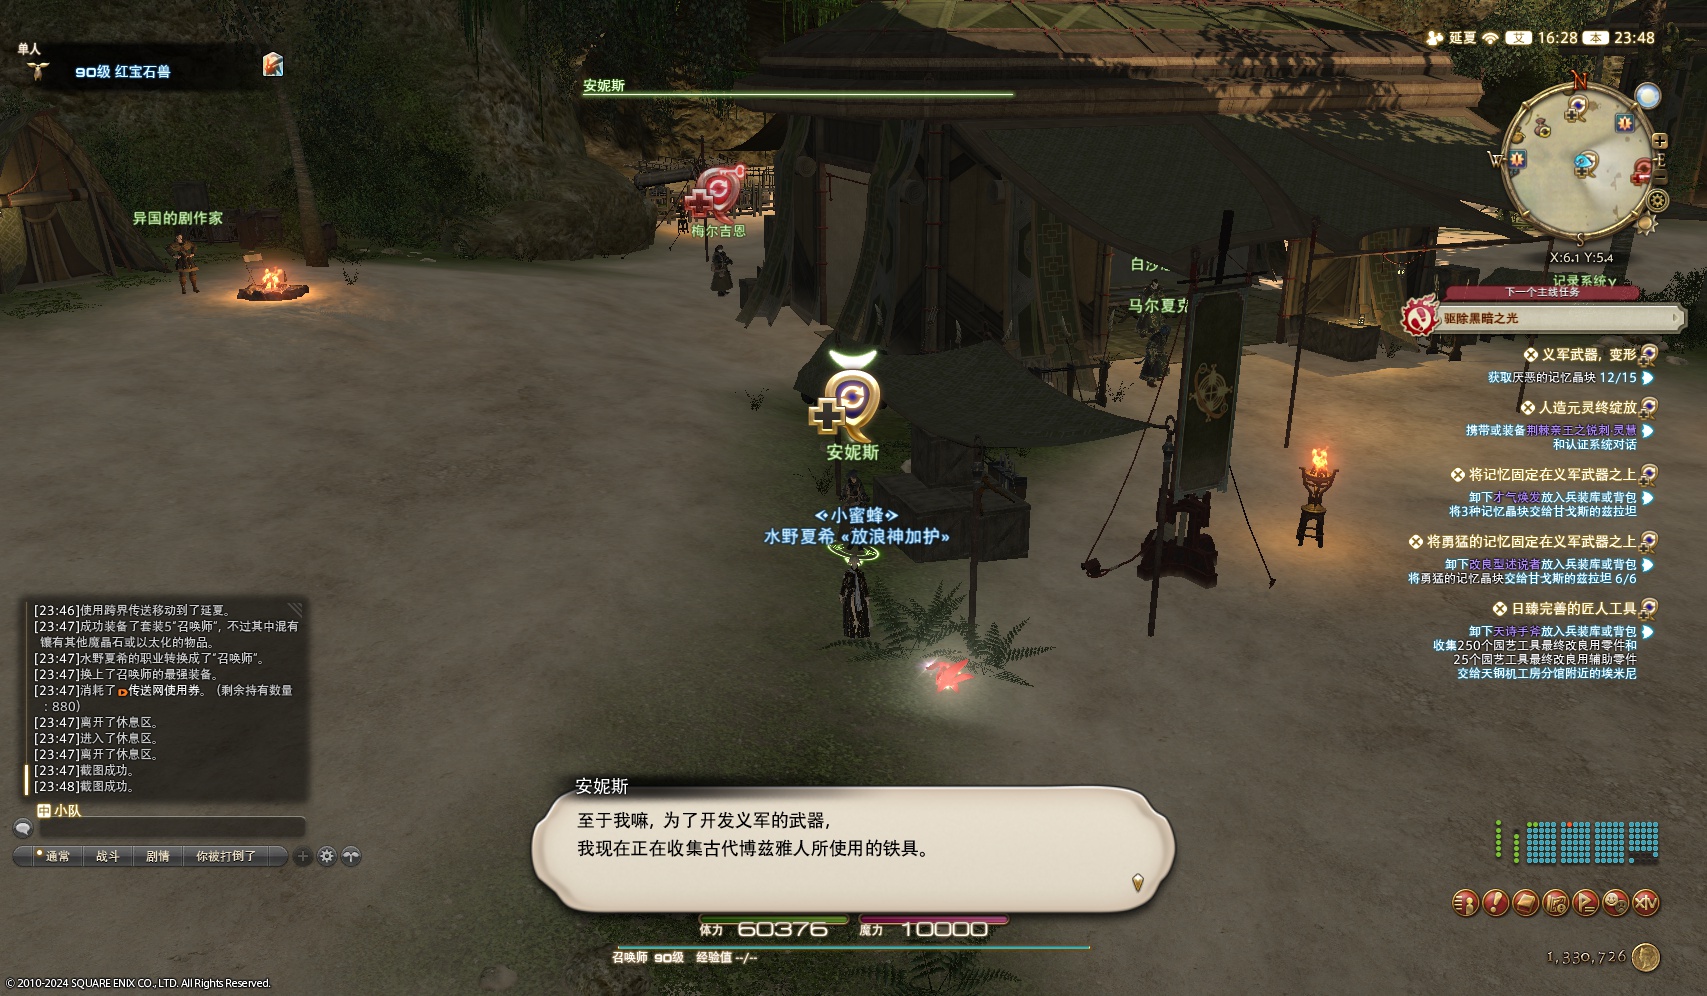 单人
90级 红宝石兽
安妮斯
延夏 艾 16:28 本 23:48
N
W
E
S
X:6.1 Y:5.4
异国的剧作家
梅尔吉恩
马尔夏克
安妮斯
小蜜蜂
水野夏希 «放浪神加护»
记录系统
下一个主线任务
驱除黑暗之光
义军武器，变形
获取厌恶的记忆晶块 12/15
人造元灵终绽放
携带或装备荆棘亲王之锐刺·灵慧
和认证系统对话
将记忆固定在义军武器之上
卸下才气焕发放入兵装库或背包
将3种记忆晶块交给甘戈斯的兹拉坦
将勇猛的记忆固定在义军武器之上
卸下改良型述说者放入兵装库或背包
将勇猛的记忆晶块交给甘戈斯的兹拉坦 6/6
日臻完善的匠人工具
卸下天诗手斧放入兵装库或背包
收集250个园艺工具最终改良用零件和
25个园艺工具最终改良用辅助零件
交给天钢机工房分馆附近的埃米尼
[23:46]使用跨界传送移动到了延夏。
[23:47]成功装备了套装5“召唤师”，不过其中混有
镶有其他魔晶石或以太化的物品。
[23:47]水野夏希的职业转换成了“召唤师”。
[23:47]换上了召唤师的最强装备。
[23:47]消耗了传送网使用券。（剩余持有数量
：880）
[23:47]离开了休息区。
[23:47]进入了休息区。
[23:47]离开了休息区。
[23:47]截图成功。
[23:48]截图成功。
中 小队
通常 战斗 剧情 你被打倒了
安妮斯
至于我嘛，为了开发义军的武器，
我现在正在收集古代博兹雅人所使用的铁具。
体力 60376 魔力 10000
召唤师 90级 经验值 --/--
1,330,726
© 2010-2024 SQUARE ENIX CO., LTD. All Rights Reserved.